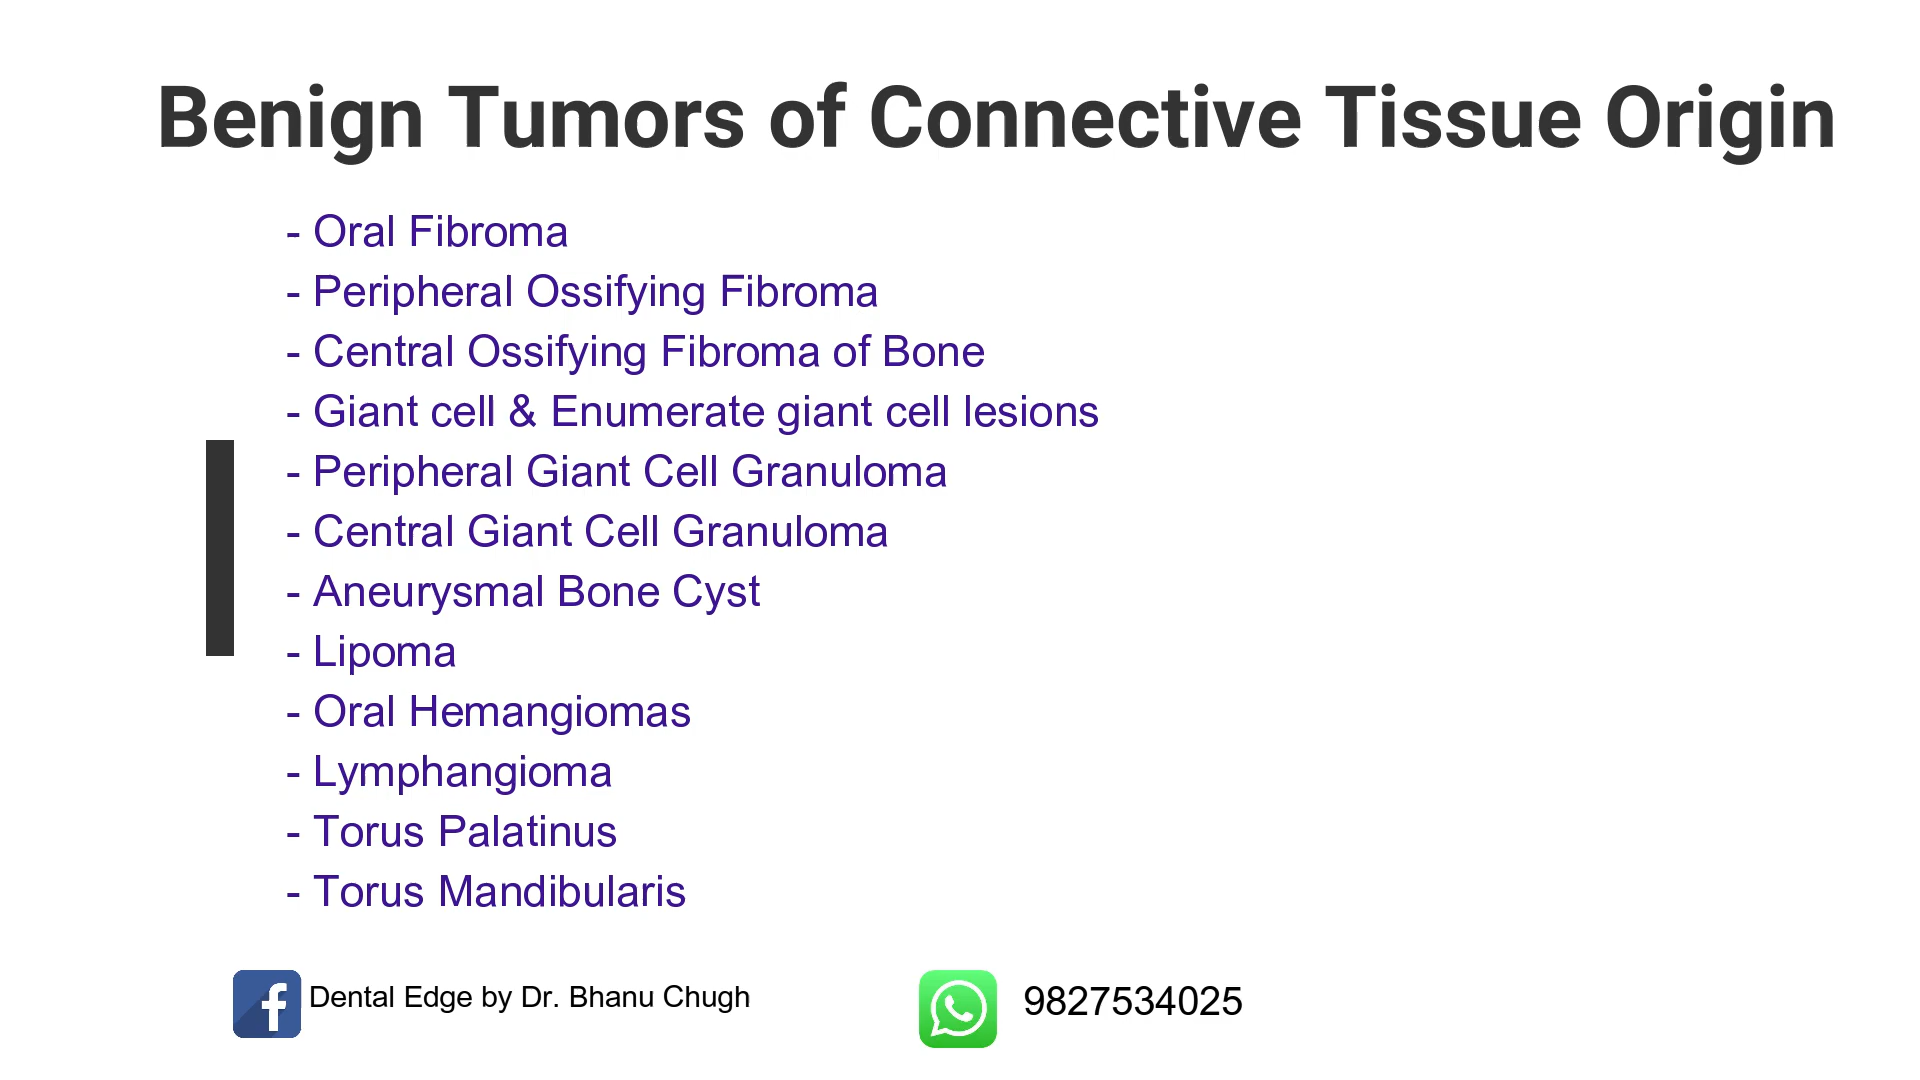 Benign Tumors of Connective Tissue Origin
- Oral Fibroma
- Peripheral Ossifying Fibroma
- Central Ossifying Fibroma of Bone
- Giant cell & Enumerate giant cell lesions
- Peripheral Giant Cell Granuloma
- Central Giant Cell Granuloma
- Aneurysmal Bone Cyst
- Lipoma
- Oral Hemangiomas
- Lymphangioma
- Torus Palatinus
- Torus Mandibularis
Dental Edge by Dr. Bhanu Chugh
9827534025